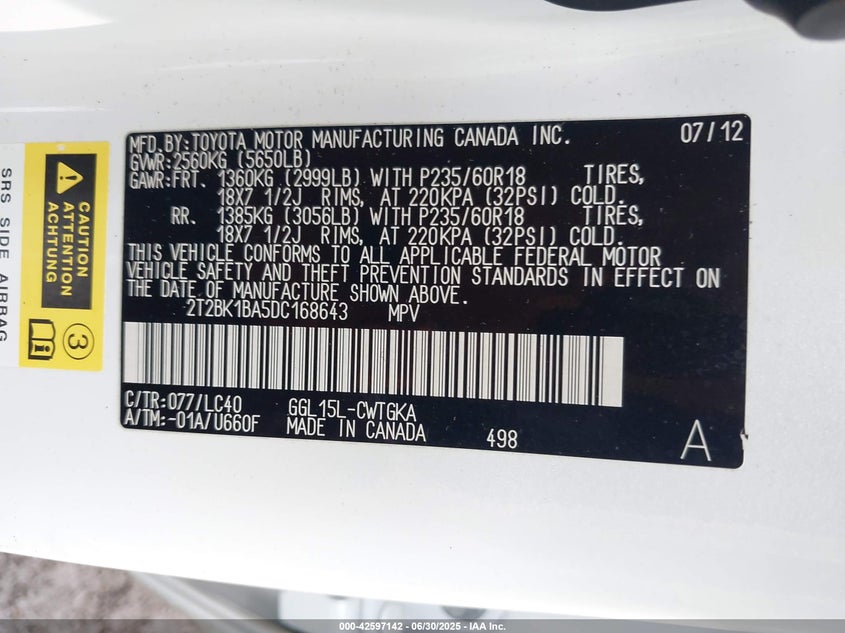 MFD.BY:TOYOTA MOTOR MANUFACTURING CANADA INC. 07/12
GVWR:2560KG (5650LB)
GAWR:FRT. 1360KG (2999LB) WITH P235/60R18 TIRES,
18X7 1/2J RIMS, AT 220KPA (32PSI) COLD.
RR. 1385KG (3056LB) WITH P235/60R18 TIRES,
18X7 1/2J RIMS, AT 220KPA (32PSI) COLD.
THIS VEHICLE CONFORMS TO ALL APPLICABLE FEDERAL MOTOR
VEHICLE SAFETY AND THEFT PREVENTION STANDARDS IN EFFECT ON
THE DATE OF MANUFACTURE SHOWN ABOVE.
2T2BK1BA5DC168643 MPV
C/TR:077/LC40 GGL15L-CWTGKA
A/TM:-01A/U660F MADE IN CANADA 498 A
CAUTION
ATTENTION
ACHTUNG
3
SRS SIDE AIRBAG
000-42597142 - 06/30/2025 - IAA Inc.